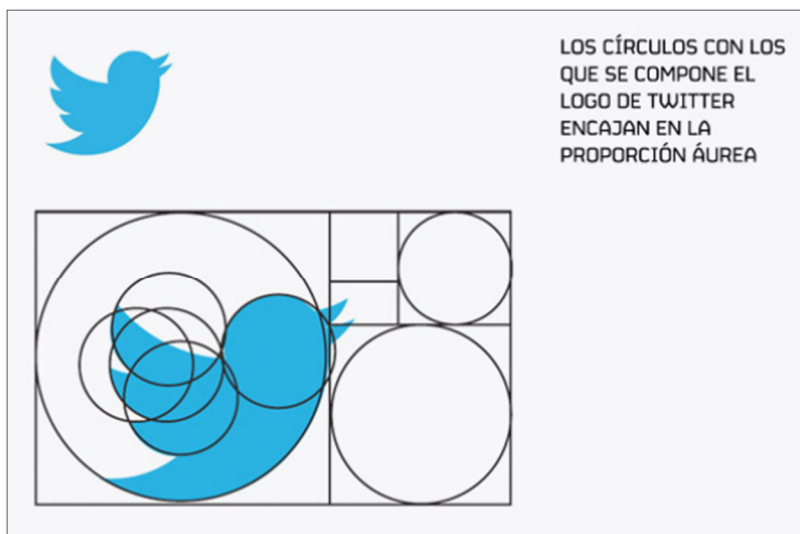 LOS CÍRCULOS CON LOS
QUE SE COMPONE EL
LOGO DE TWITTER
ENCAJAN EN LA
PROPORCIÓN ÁUREA